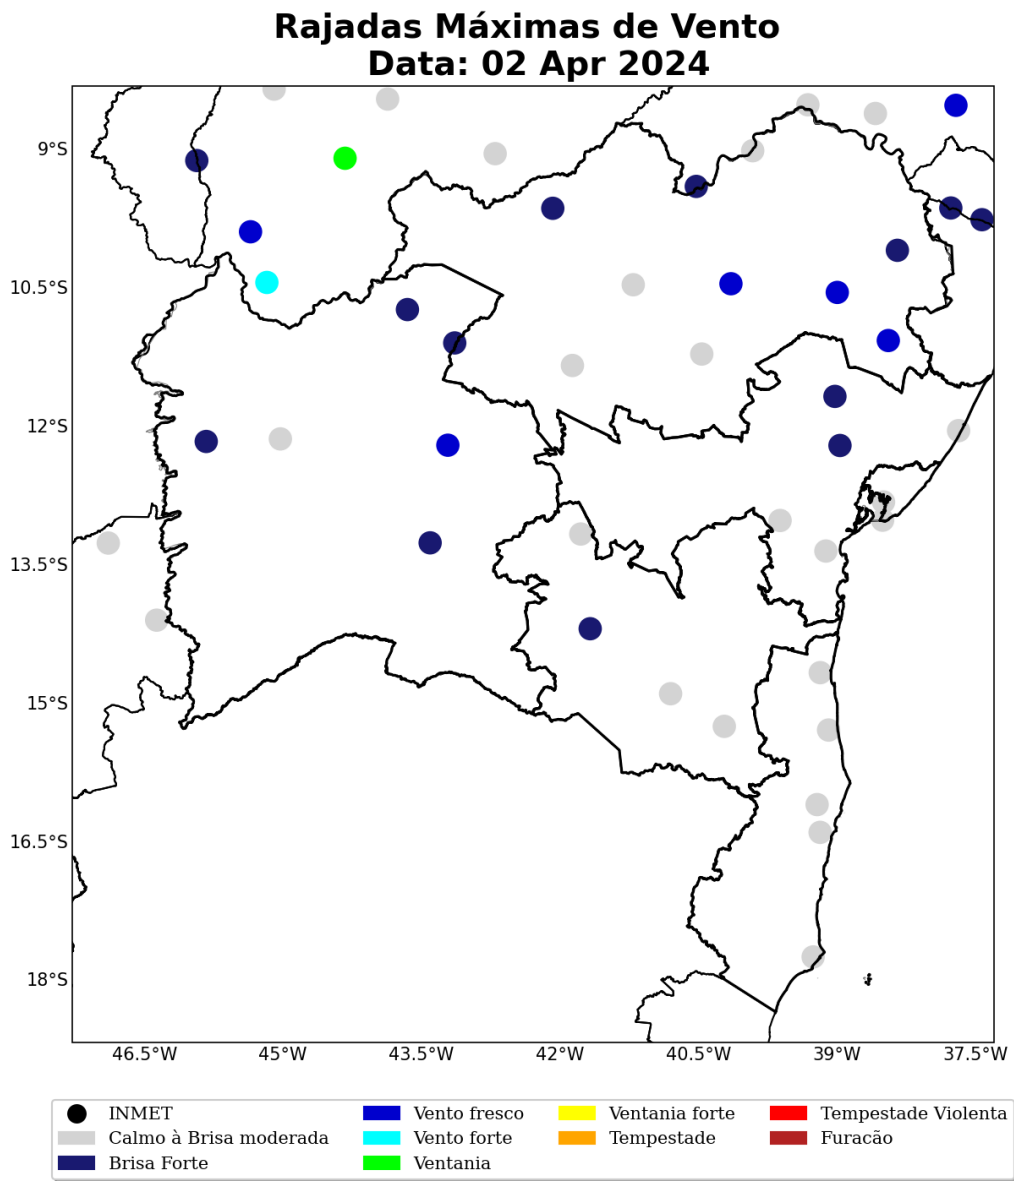 Rajadas Máximas de Vento
Data: 02 Apr 2024
9°S
10.5°S
12°S
13.5°S
15°S
16.5°S
18°S
46.5°W 45°W 43.5°W 42°W 40.5°W 39°W 37.5°W
INMET Vento fresco Ventania forte Tempestade Violenta
Calmo à Brisa moderada Vento forte Tempestade Furacão
Brisa Forte Ventania